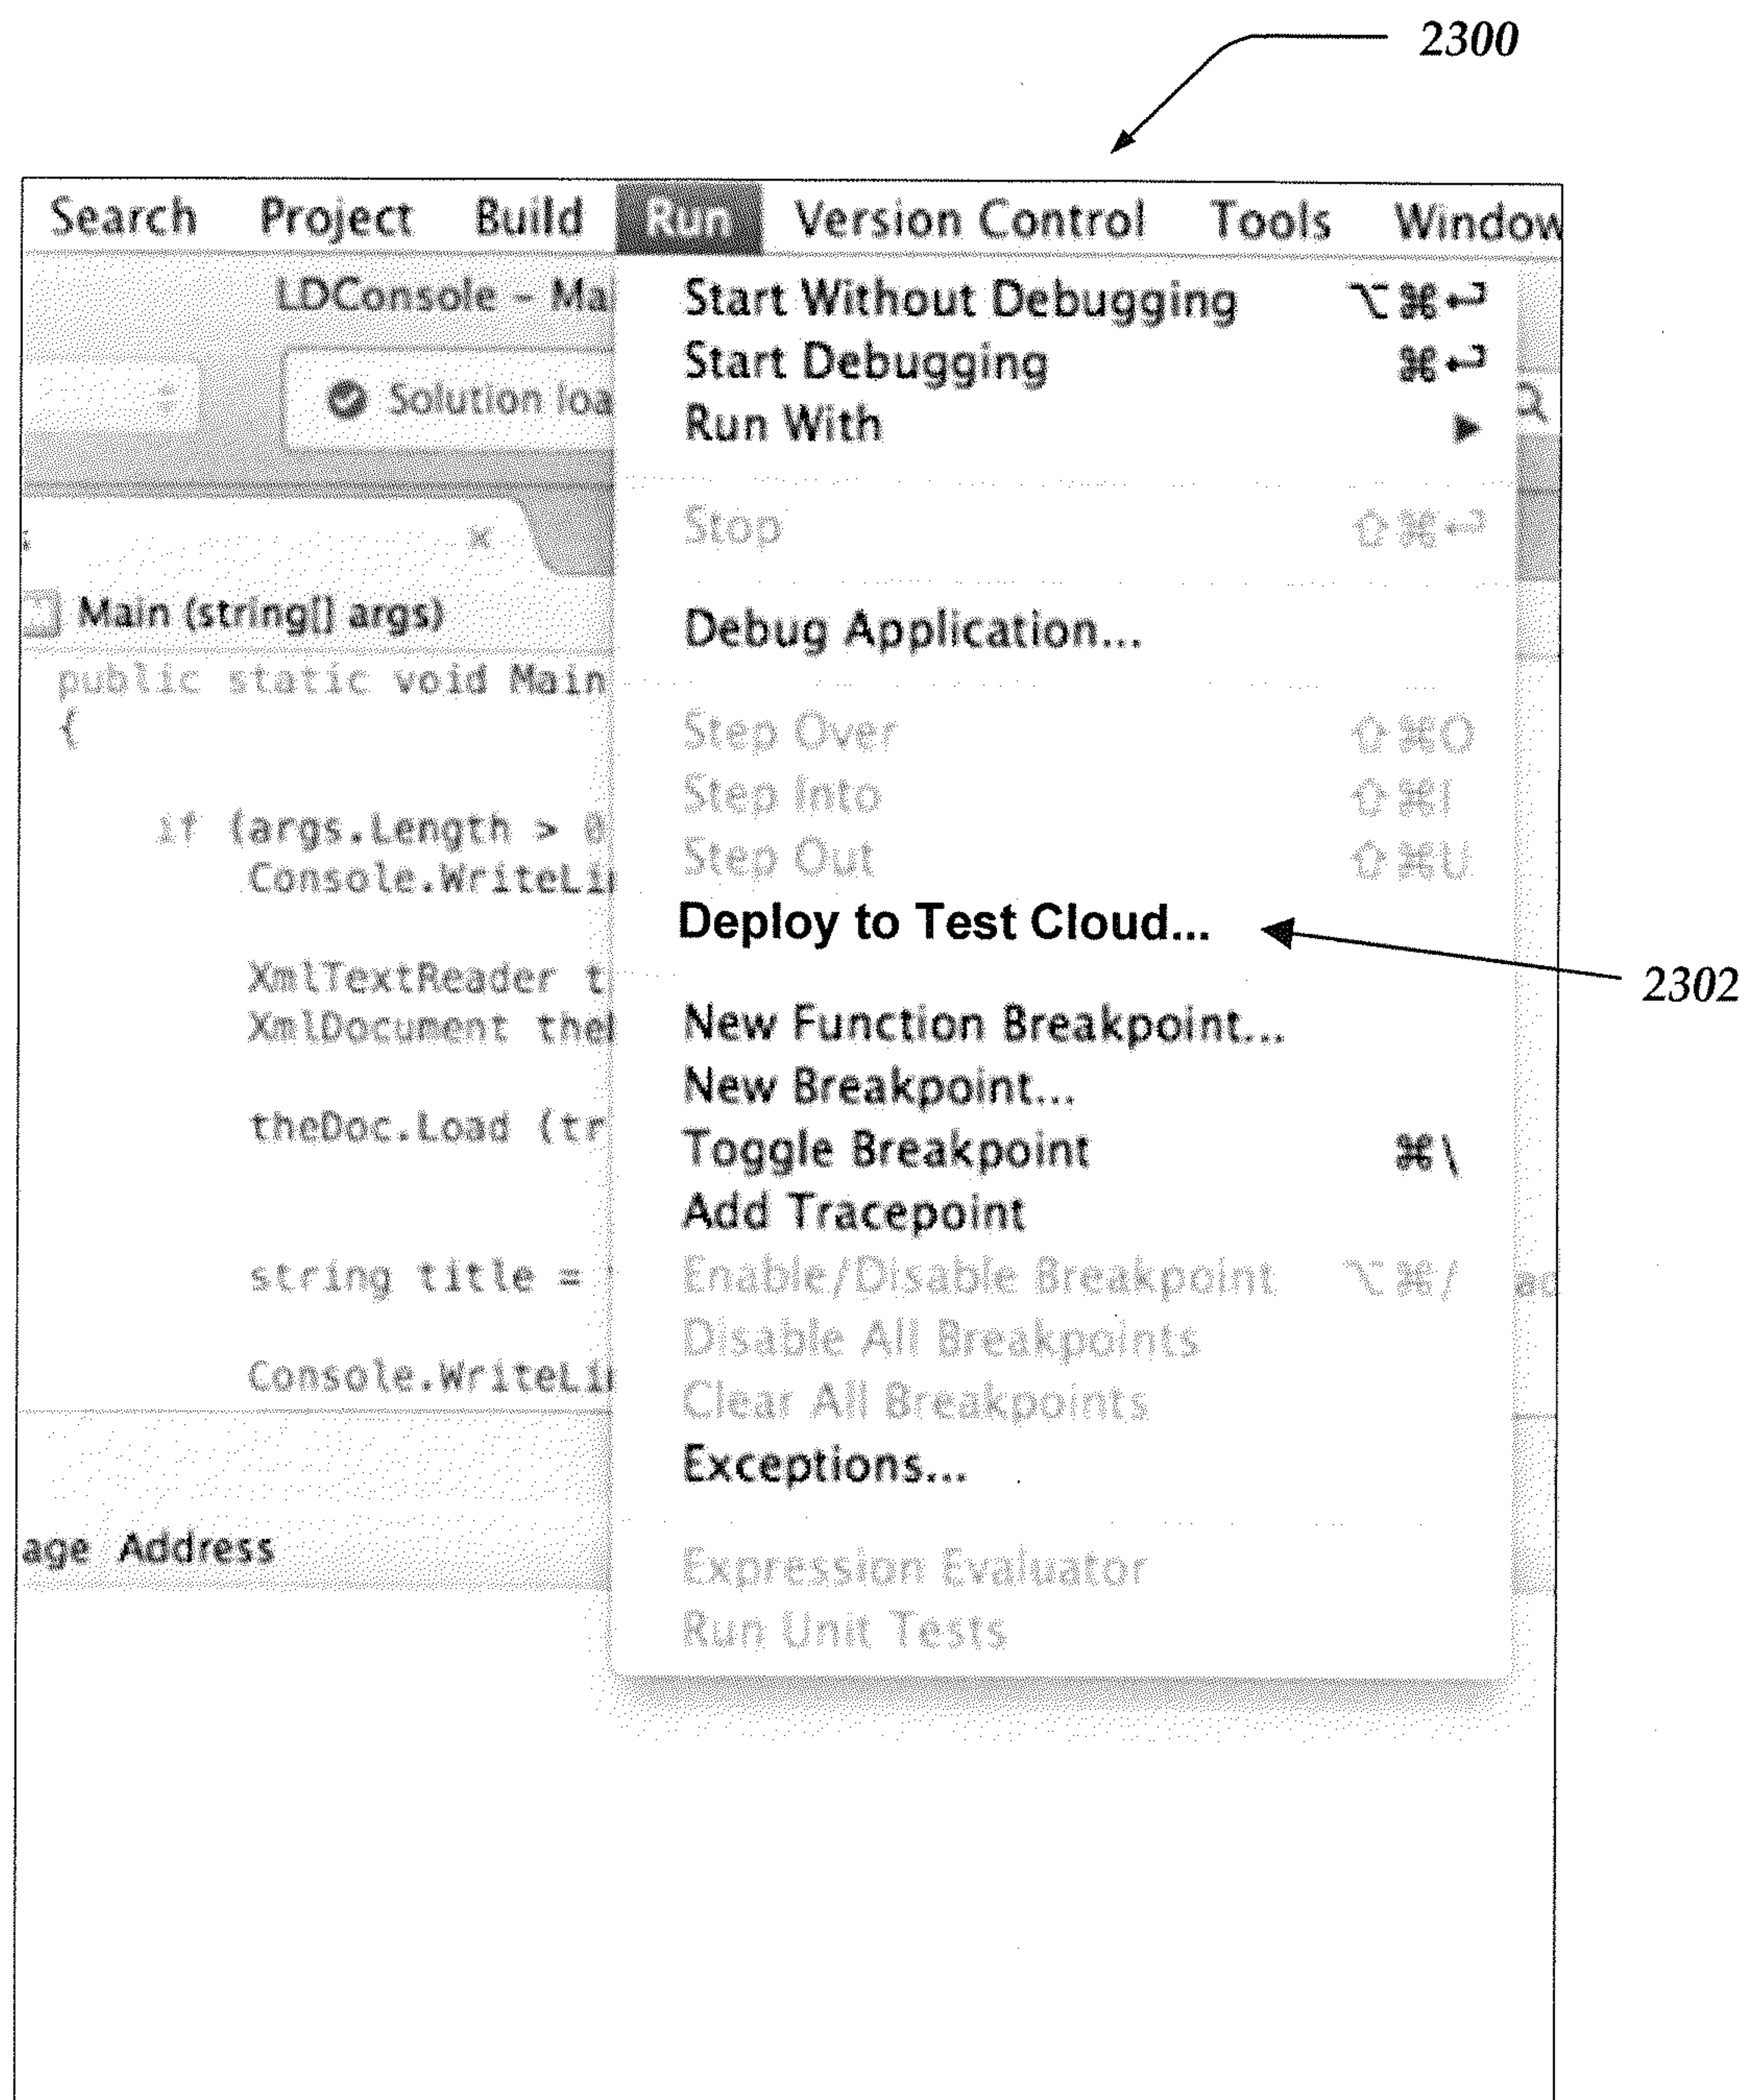 2300
Search Project Build Run Version Control Tools Window
LDConsole – Ma
Start Without Debugging ⌥⌘↩
Start Debugging ⌘↩
Solution loa
Run With ▶
Stop ⇧⌘↩
Main (string[] args)
Debug Application...
public static void Main
{
Step Over ⇧⌘O
Step Into ⇧⌘I
if (args.Length > 0
Step Out ⇧⌘U
Console.WriteLi
Deploy to Test Cloud...
2302
XmlTextReader t
XmlDocument the
New Function Breakpoint...
New Breakpoint...
theDoc.Load (tr
Toggle Breakpoint ⌘\
Add Tracepoint
string title =
Enable/Disable Breakpoint ⌥⌘/
Disable All Breakpoints
Console.WriteLi
Clear All Breakpoints
Exceptions...
age Address
Expression Evaluator
Run Unit Tests